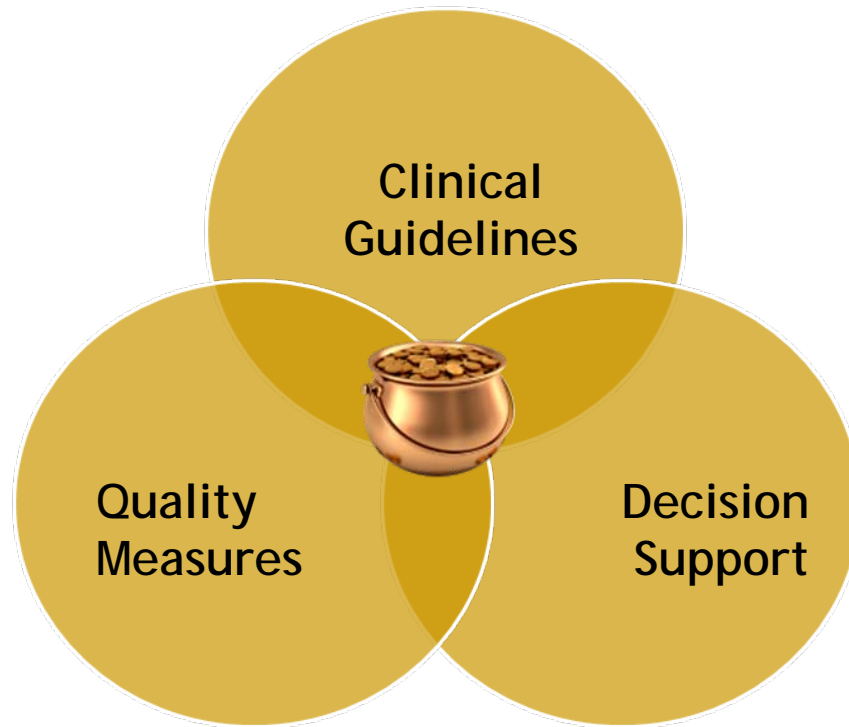 Clinical
Guidelines
Quality
Measures
Decision
Support